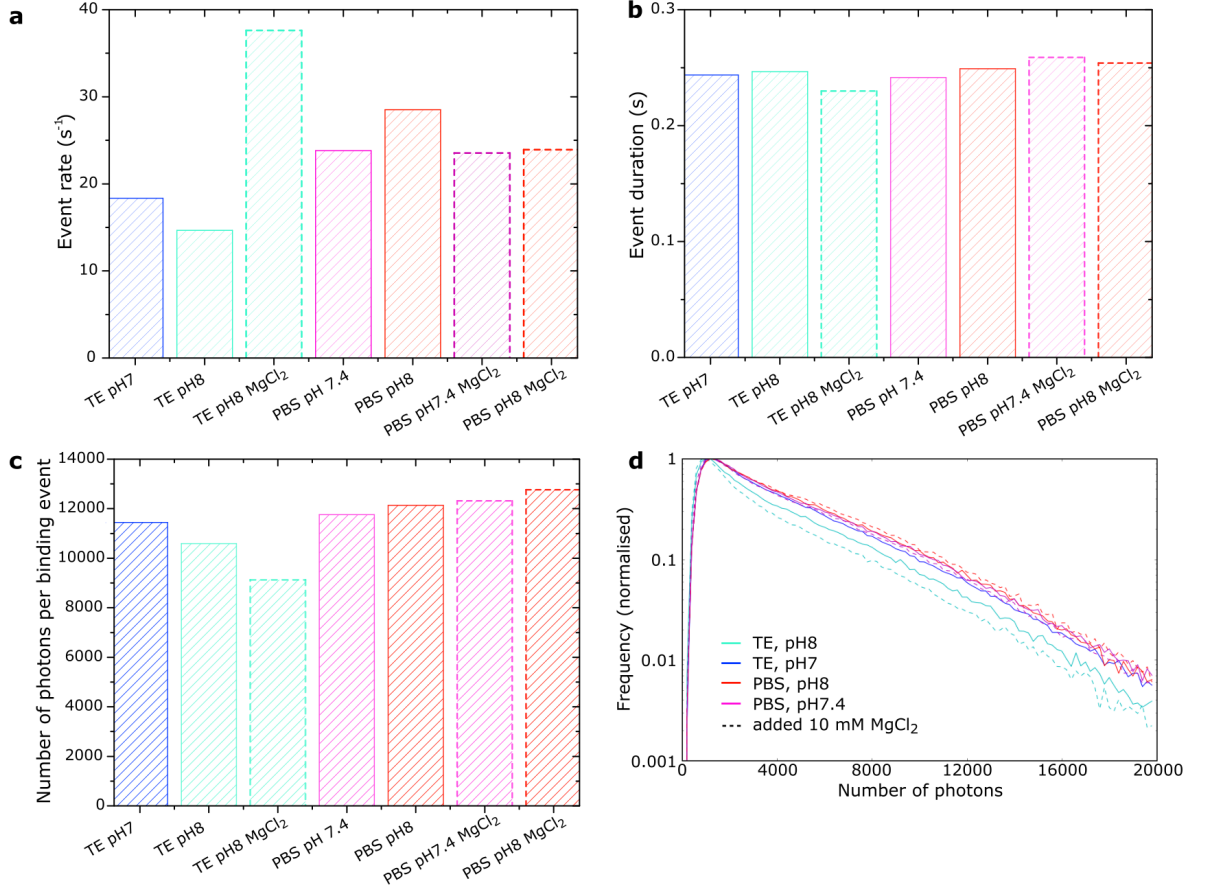 a
Event rate (s⁻¹)
40
30
20
10
0
TE pH7
TE pH8
TE pH8 MgCl₂
PBS pH 7.4
PBS pH8
PBS pH7.4 MgCl₂
PBS pH8 MgCl₂
b
Event duration (s)
0.3
0.2
0.1
0.0
TE pH7
TE pH8
TE pH8 MgCl₂
PBS pH 7.4
PBS pH8
PBS pH7.4 MgCl₂
PBS pH8 MgCl₂
c
Number of photons per binding event
14000
12000
10000
8000
6000
4000
2000
0
TE pH7
TE pH8
TE pH8 MgCl₂
PBS pH 7.4
PBS pH8
PBS pH7.4 MgCl₂
PBS pH8 MgCl₂
d
Frequency (normalised)
1
0.1
0.01
0.001
TE, pH8
TE, pH7
PBS, pH8
PBS, pH7.4
added 10 mM MgCl₂
0 4000 8000 12000 16000 20000
Number of photons